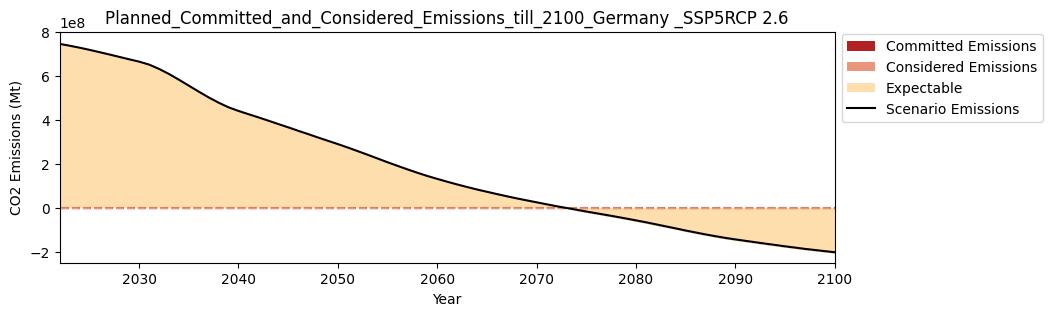 Planned_Committed_and_Considered_Emissions_till_2100_Germany _SSP5RCP 2.6
1e8
8
6
4
2
0
−2
CO2 Emissions (Mt)
2030 2040 2050 2060 2070 2080 2090 2100
Year
Committed Emissions
Considered Emissions
Expectable
Scenario Emissions